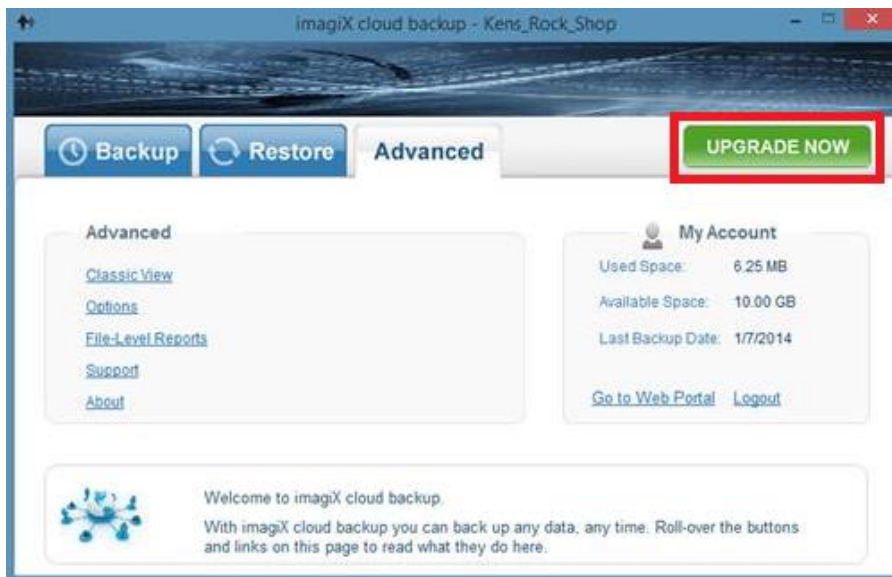 imagiX cloud backup - Kens_Rock_Shop
Backup
Restore
Advanced
UPGRADE NOW
Advanced
Classic View
Options
File-Level Reports
Support
About
My Account
Used Space: 6.25 MB
Available Space: 10.00 GB
Last Backup Date: 1/7/2014
Go to Web Portal Logout
Welcome to imagiX cloud backup.
With imagiX cloud backup you can back up any data, any time. Roll-over the buttons
and links on this page to read what they do here.